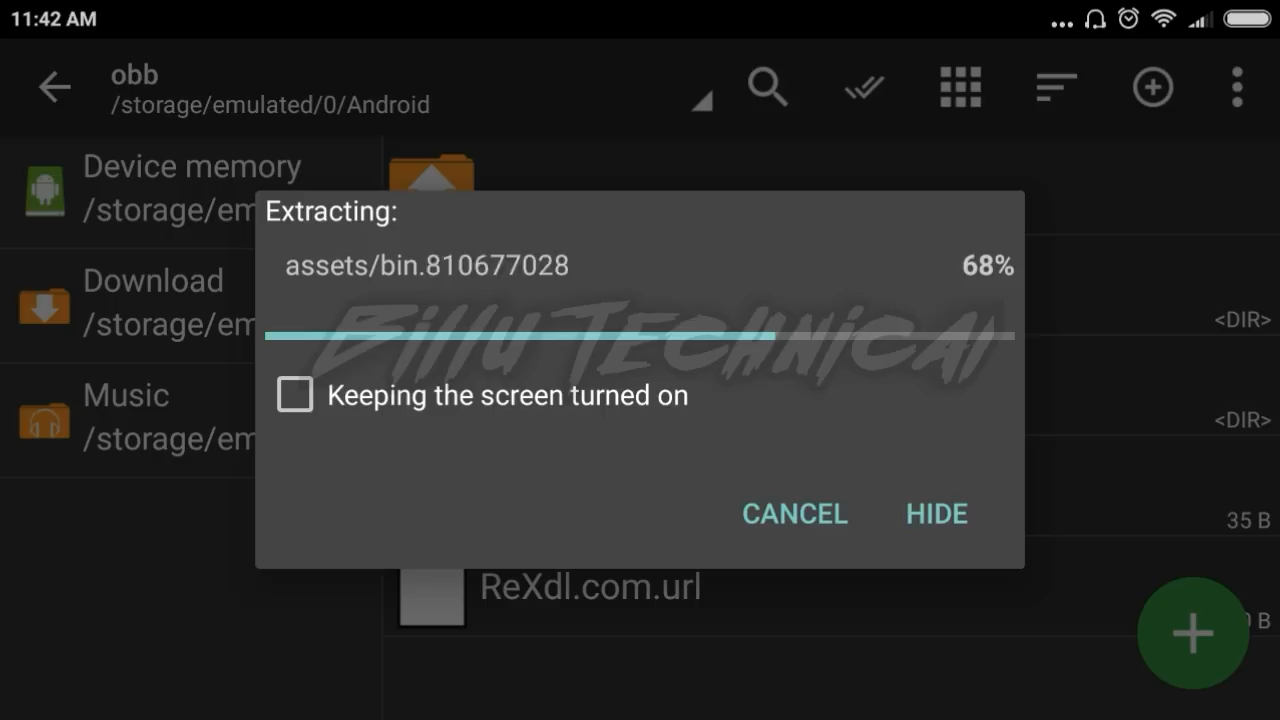 11:42 AM
obb
/storage/emulated/0/Android
Device memory
/storage/em
Download
/storage/em
Music
/storage/em
Extracting:
assets/bin.810677028 68%
Billu Technical
Keeping the screen turned on
CANCEL HIDE
<DIR>
<DIR>
35 B
ReXdl.com.url
B